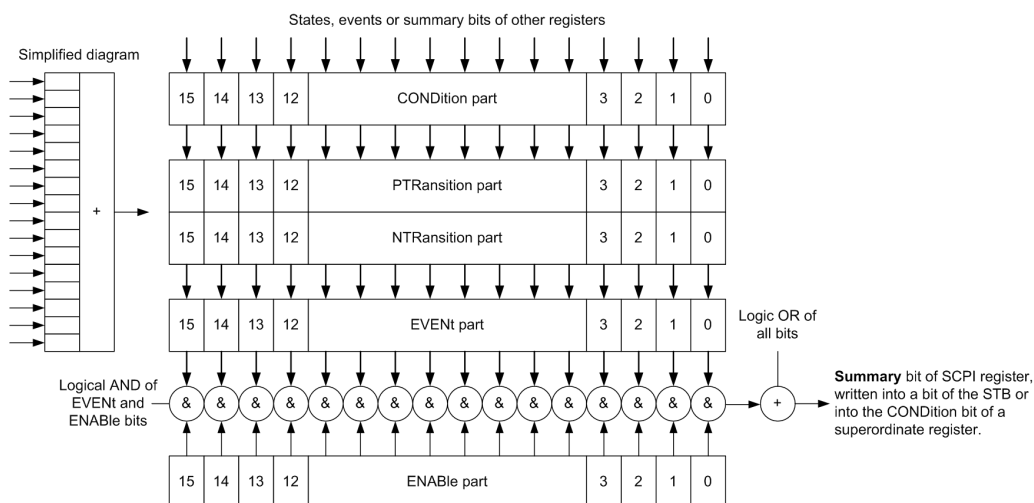 States, events or summary bits of other registers
Simplified diagram
15 14 13 12 CONDition part 3 2 1 0
15 14 13 12 PTRansition part 3 2 1 0
+
15 14 13 12 NTRansition part 3 2 1 0
15 14 13 12 EVENt part 3 2 1 0
Logic OR of
all bits
Logical AND of
EVENt and
ENABle bits
& & & & & & & & & & & & & & & &
+
Summary bit of SCPI register,
written into a bit of the STB or
into the CONDition bit of a
superordinate register.
15 14 13 12 ENABle part 3 2 1 0